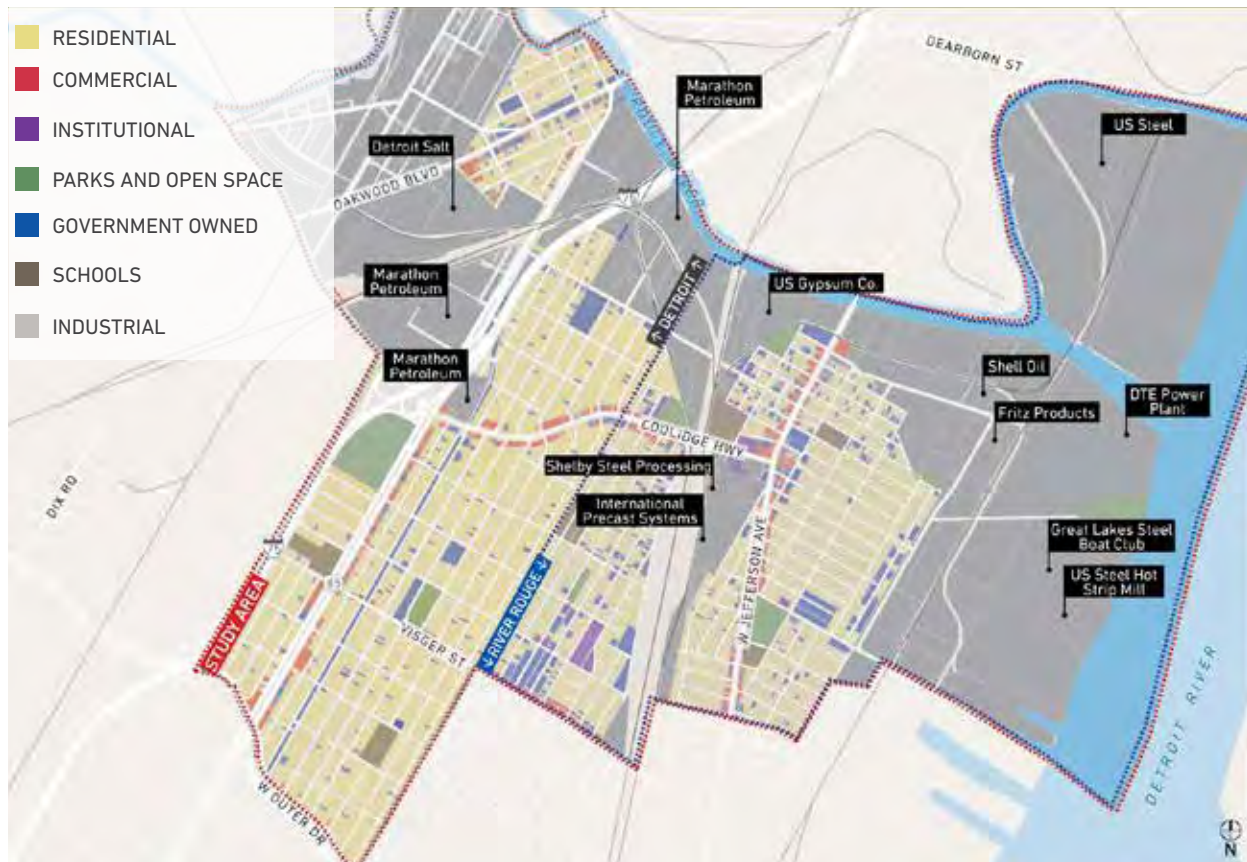 RESIDENTIAL
COMMERCIAL
INSTITUTIONAL
PARKS AND OPEN SPACE
GOVERNMENT OWNED
SCHOOLS
INDUSTRIAL
DEARBORN ST
Marathon
Petroleum
US Steel
Detroit Salt
OAKWOOD BLVD
Marathon
Petroleum
↑ DETROIT ↑
US Gypsum Co.
Marathon
Petroleum
Shell Oil
Fritz Products
DTE Power
Plant
COOLIDGE HWY
Shelby Steel Processing
International
Precast Systems
DIX RD
W JEFFERSON AVE
Great Lakes Steel
Boat Club
US Steel Hot
Strip Mill
STUDY AREA
85
VISGER ST
↓ RIVER ROUGE ↓
W OUTER DR
DETROIT RIVER
N